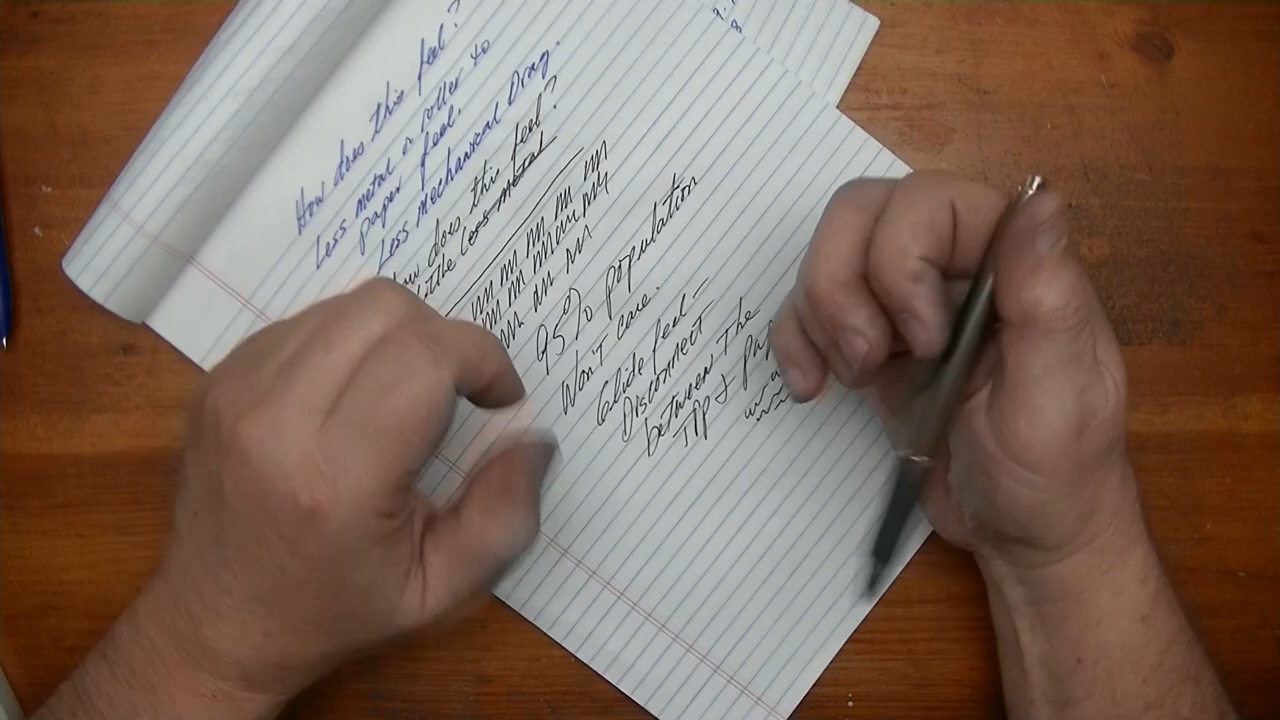 How does this feel?
Less metal or roller to
paper feel.
Less mechanical Drag.
How does this feel?
little Less metal
95% population
Won't care.
Glide feel-
Disconnect
between The
TIP &